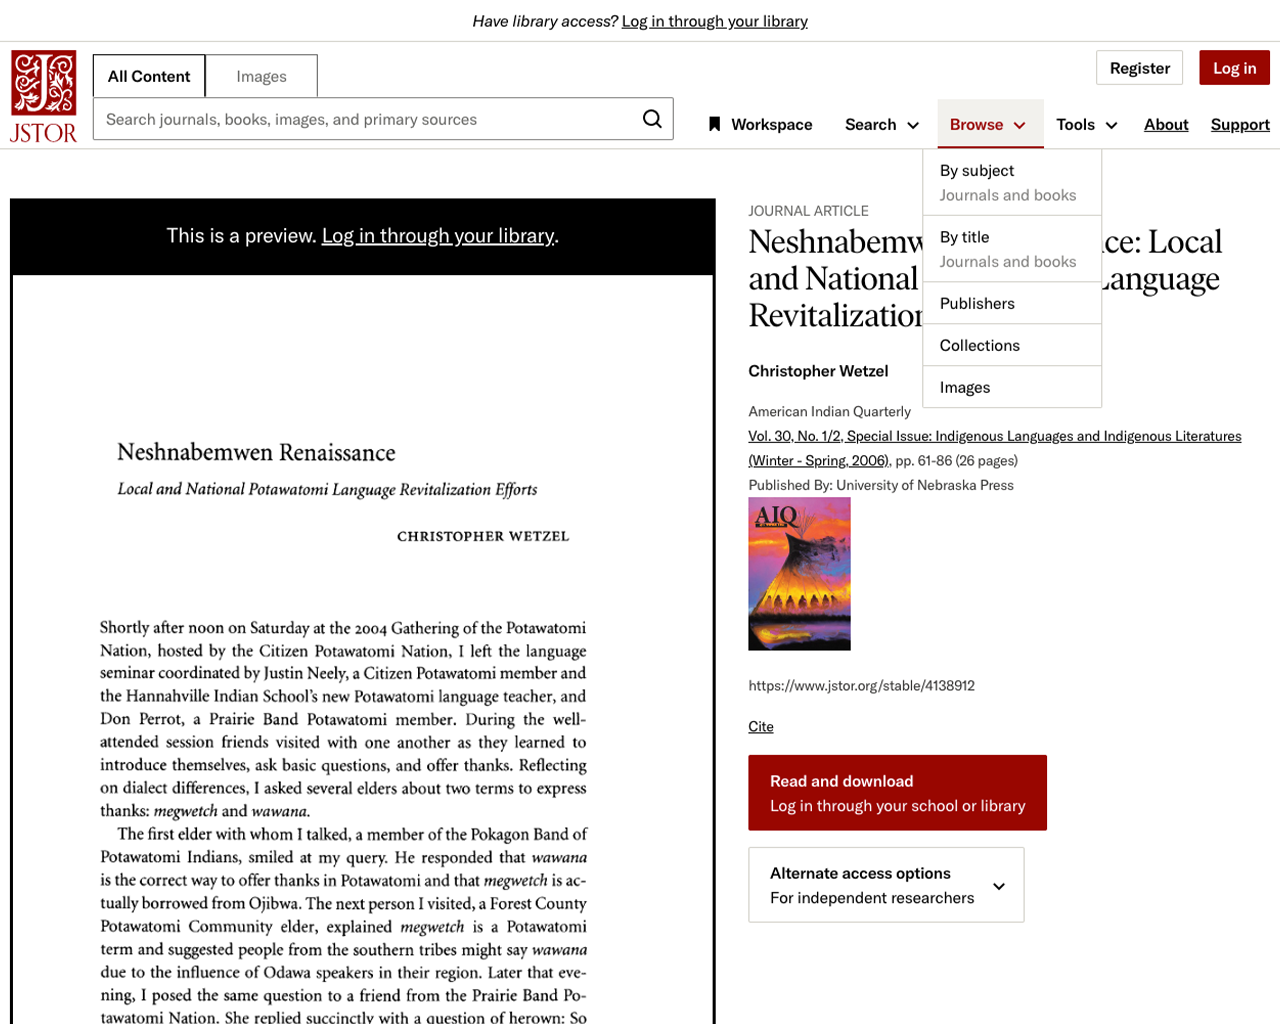 Have library access? Log in through your library
JSTOR
All Content
Images
Search journals, books, images, and primary sources
Register
Log in
Workspace
Search
Browse
Tools
About
Support
By subject
Journals and books
By title
Journals and books
Publishers
Collections
Images
This is a preview. Log in through your library.
Neshnabemwen Renaissance
Local and National Potawatomi Language Revitalization Efforts
CHRISTOPHER WETZEL
Shortly after noon on Saturday at the 2004 Gathering of the Potawatomi
Nation, hosted by the Citizen Potawatomi Nation, I left the language
seminar coordinated by Justin Neely, a Citizen Potawatomi member and
the Hannahville Indian School's new Potawatomi language teacher, and
Don Perrot, a Prairie Band Potawatomi member. During the well-
attended session friends visited with one another as they learned to
introduce themselves, ask basic questions, and offer thanks. Reflecting
on dialect differences, I asked several elders about two terms to express
thanks: megwetch and wawana.
The first elder with whom I talked, a member of the Pokagon Band of
Potawatomi Indians, smiled at my query. He responded that wawana
is the correct way to offer thanks in Potawatomi and that megwetch is ac-
tually borrowed from Ojibwa. The next person I visited, a Forest County
Potawatomi Community elder, explained megwetch is a Potawatomi
term and suggested people from the southern tribes might say wawana
due to the influence of Odawa speakers in their region. Later that eve-
ning, I posed the same question to a friend from the Prairie Band Po-
tawatomi Nation. She replied succinctly with a question of herown: So
JOURNAL ARTICLE
Neshnabemw ce: Local
and National Language
Revitalization
Christopher Wetzel
American Indian Quarterly
Vol. 30, No. 1/2, Special Issue: Indigenous Languages and Indigenous Literatures
(Winter - Spring, 2006), pp. 61-86 (26 pages)
Published By: University of Nebraska Press
AIQ
https://www.jstor.org/stable/4138912
Cite
Read and download
Log in through your school or library
Alternate access options
For independent researchers